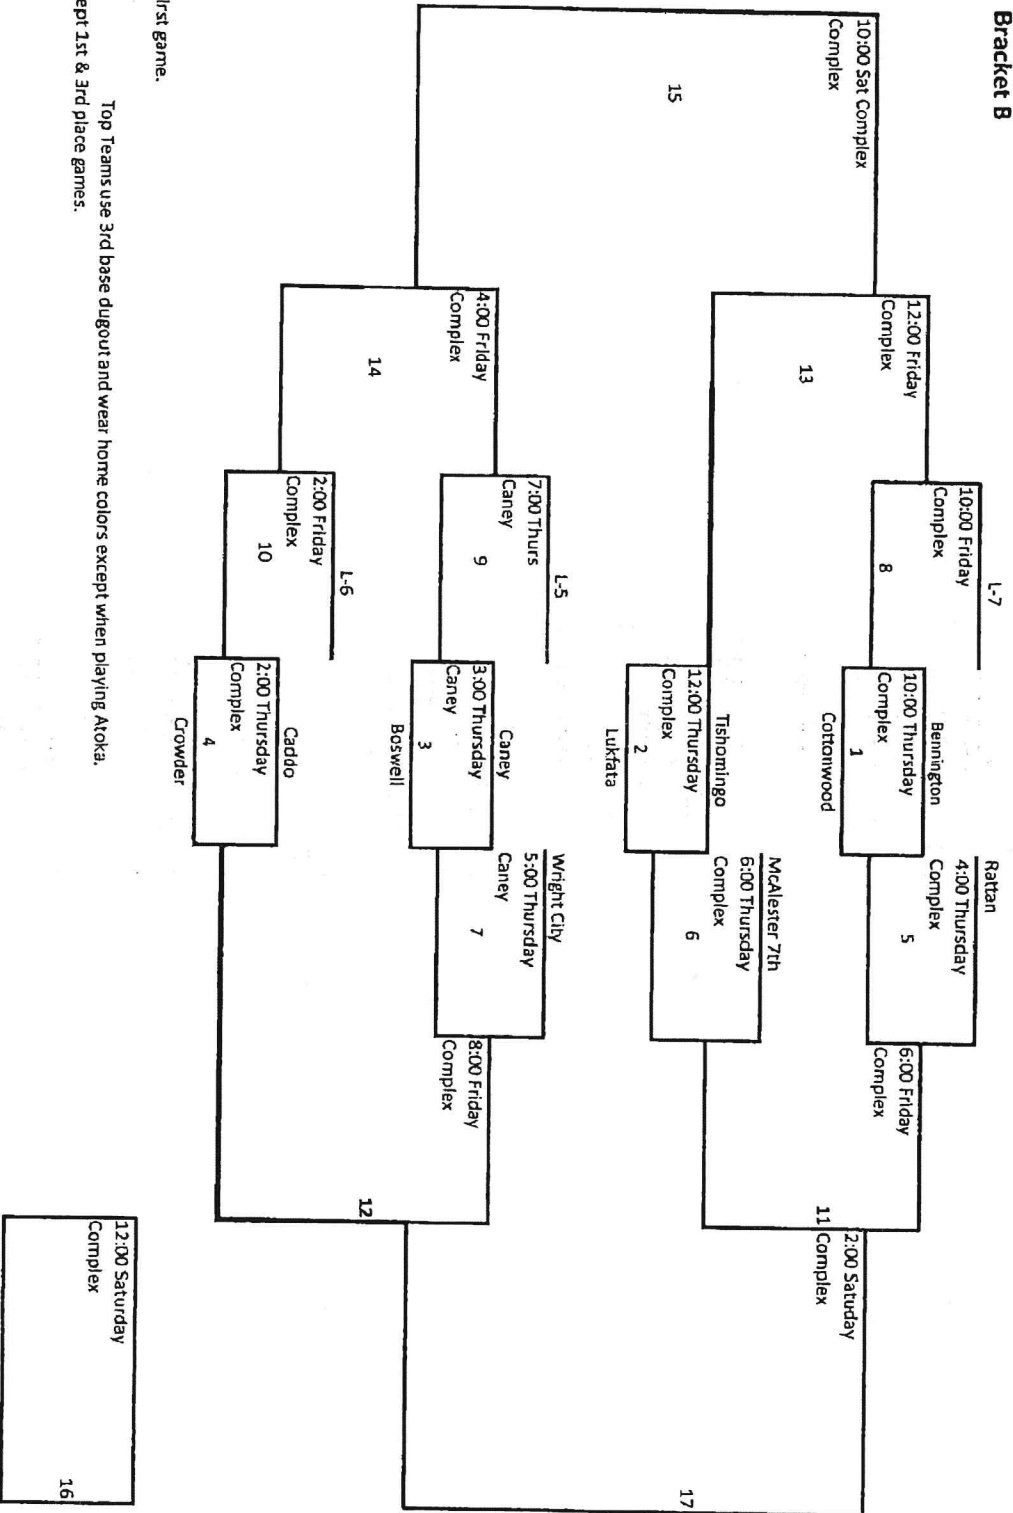 Bracket B
10:00 Sat Complex
Complex
15
12:00 Friday
Complex
13
4:00 Friday
Complex
14
L-7
10:00 Friday
Complex
8
L-5
7:00 Thurs
Caney
9
L-6
2:00 Friday
Complex
10
Bennington
10:00 Thursday
Complex
1
Cottonwood
Tishomingo
12:00 Thursday
Complex
2
Lukfata
Caney
3:00 Thursday
Caney
3
Boswell
Caddo
2:00 Thursday
Complex
4
Crowder
Rattan
4:00 Thursday
Complex
5
McAlester 7th
6:00 Thursday
Complex
6
Wright City
5:00 Thursday
Caney
7
6:00 Friday
Complex
11
8:00 Friday
Complex
12
2:00 Satuday
Complex
17
12:00 Saturday
Complex
16
irst game.
Top Teams use 3rd base dugout and wear home colors except when playing Atoka.
ept 1st & 3rd place games.